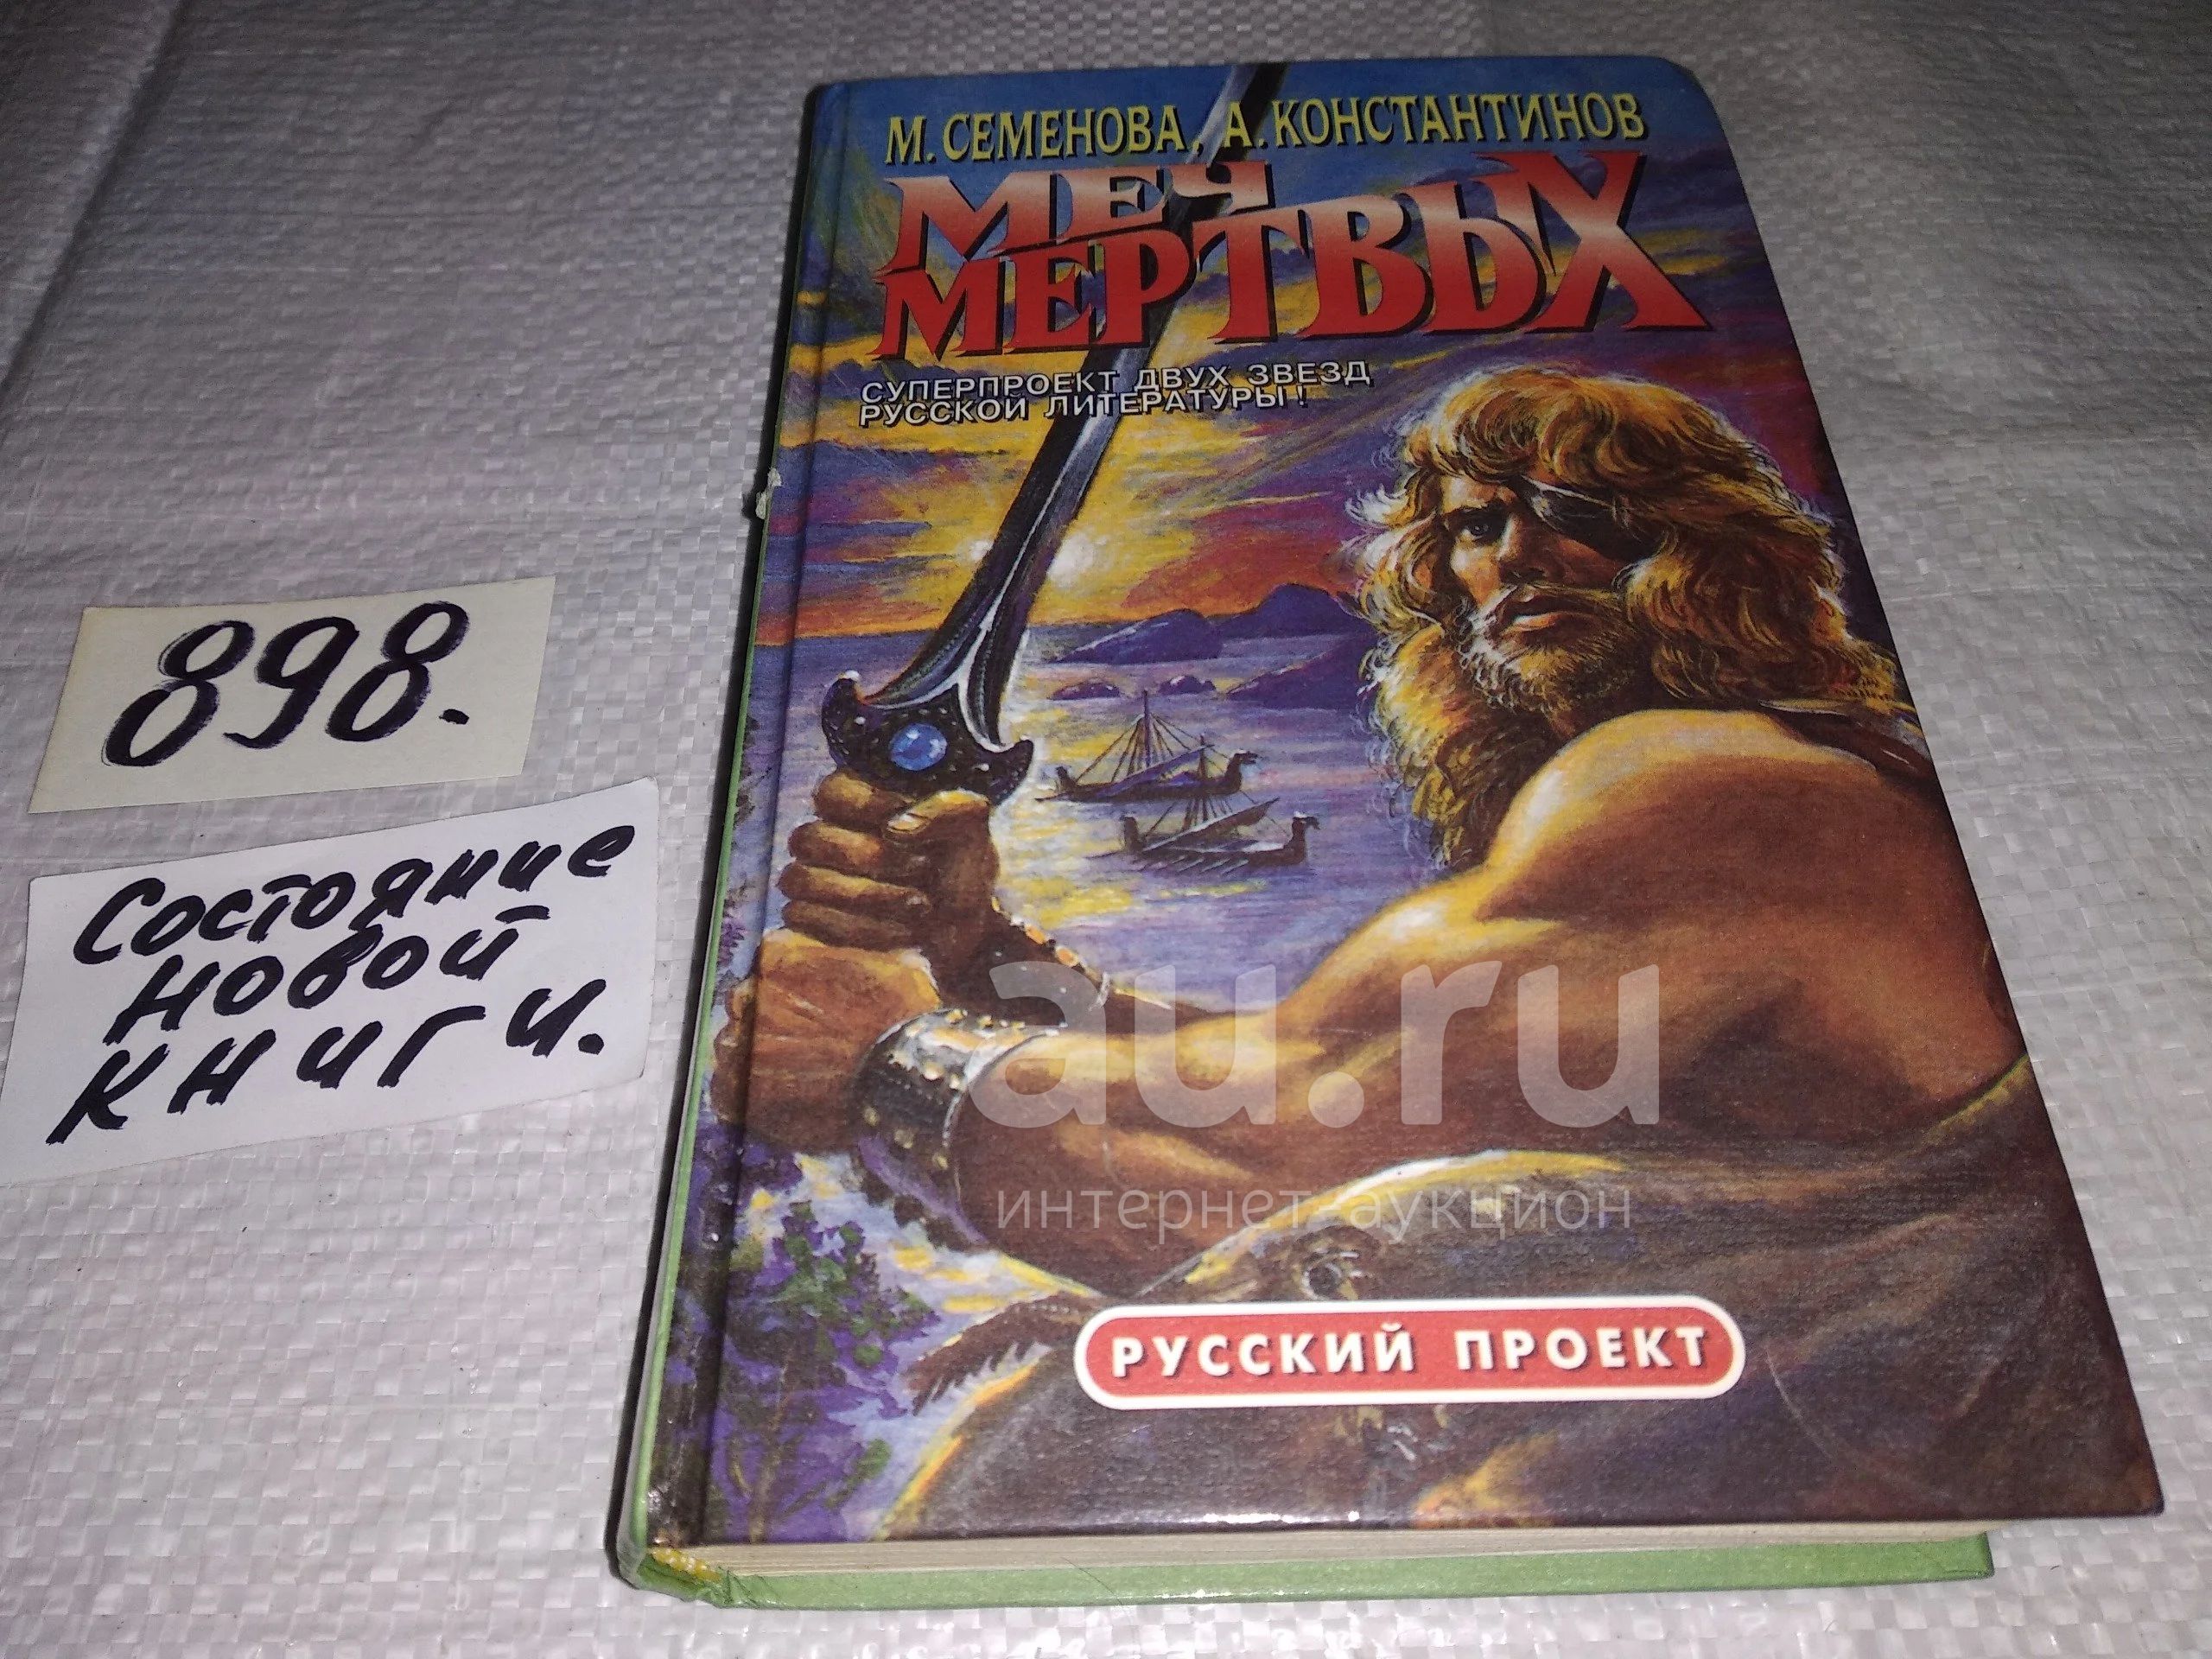 М. СЕМЕНОВА, А. КОНСТАНТИНОВ
МЕЧ
МЕРТВЫХ
СУПЕРПРОЕКТ ДВУХ ЗВЕЗД
РУССКОЙ ЛИТЕРАТУРЫ!
898.
Состояние
новой
книги.
au.ru
интернет-аукцион
РУССКИЙ ПРОЕКТ